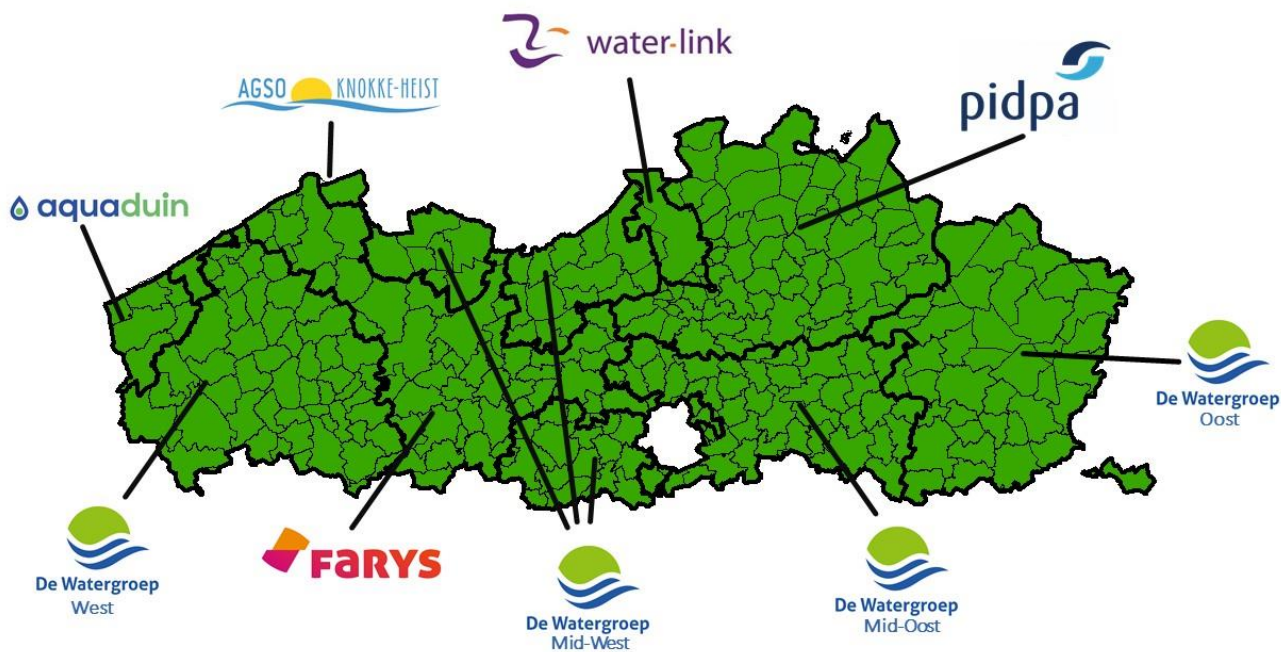 water-link
AGSO KNOKKE-HEIST
pidpa
aquaduin
De Watergroep
Oost
De Watergroep
West
FARYS
De Watergroep
Mid-West
De Watergroep
Mid-Oost